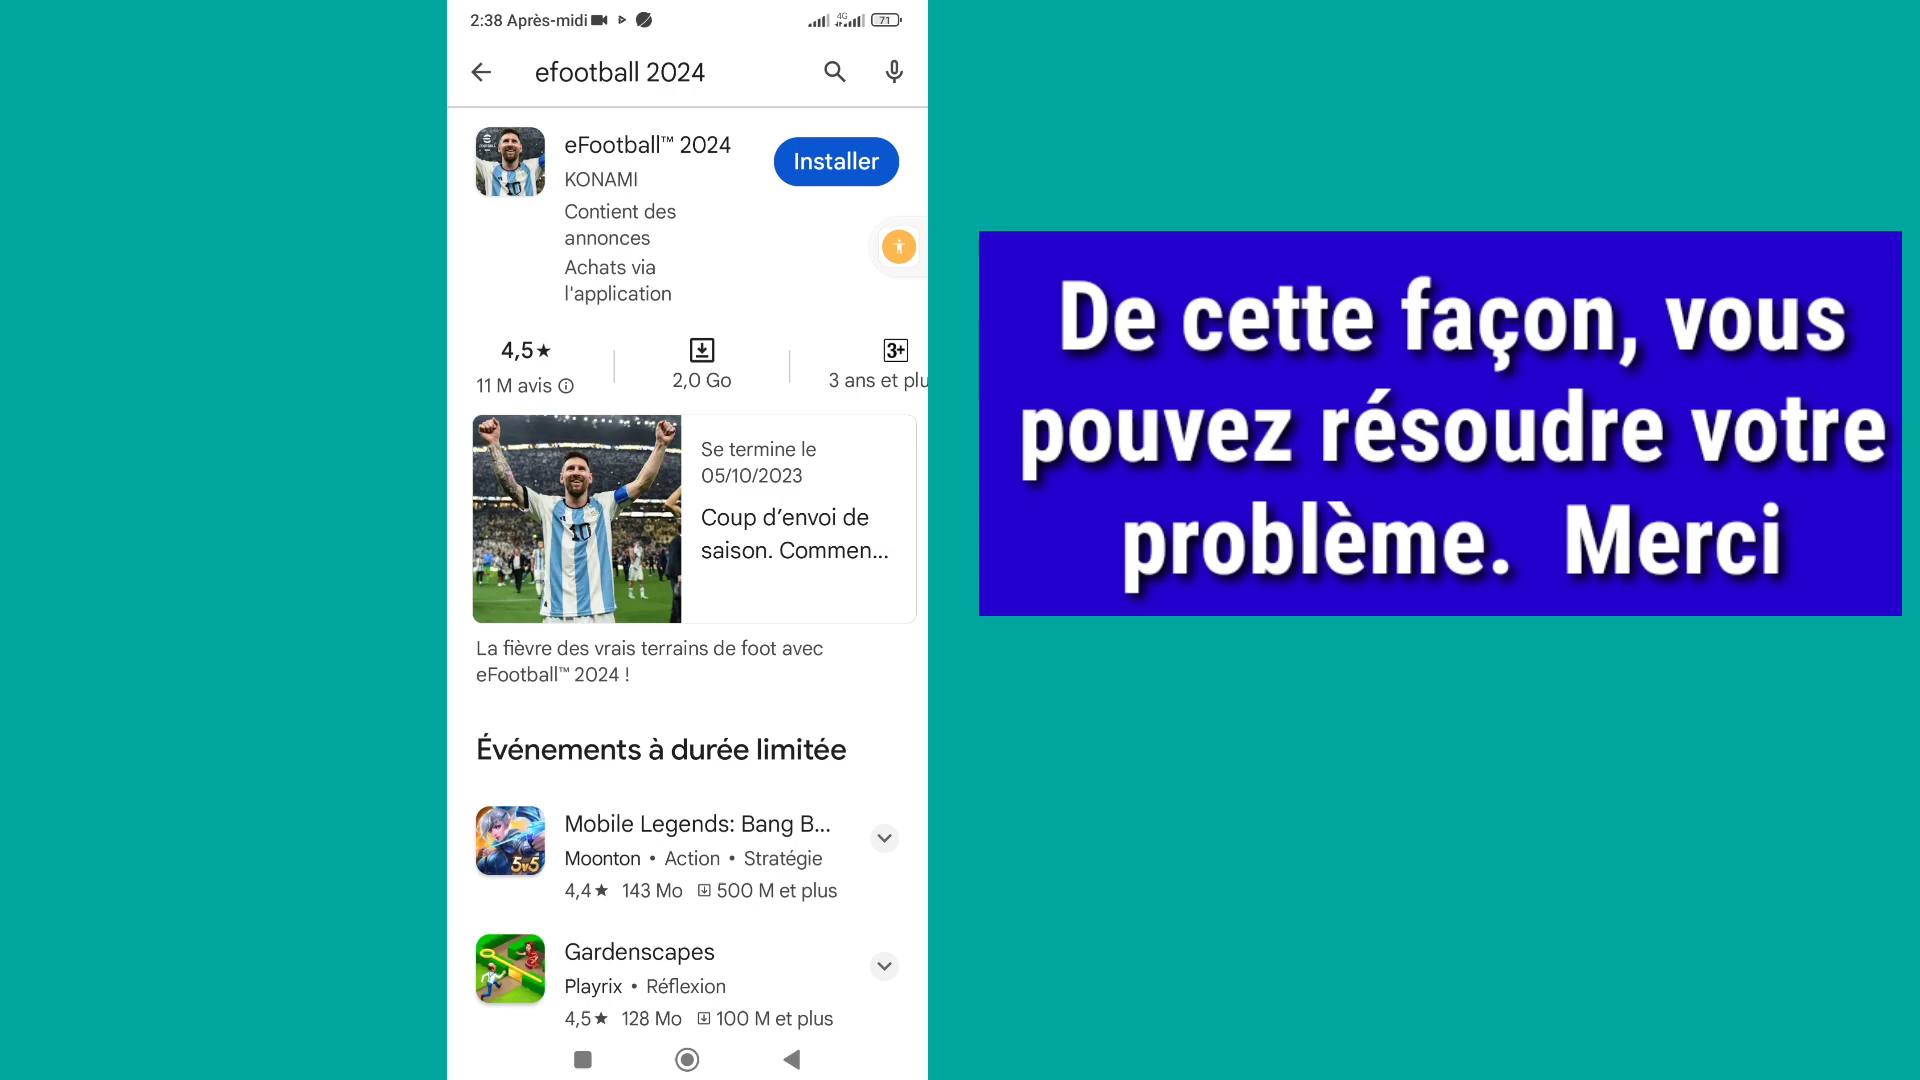 2:38 Après-midi
4G
71
efootball 2024
eFootball™ 2024
Installer
KONAMI
Contient des
annonces
Achats via
l'application
4,5★
11 M avis
2,0 Go
3+
3 ans et plu
Se termine le
05/10/2023
Coup d’envoi de
saison. Commen...
10
La fièvre des vrais terrains de foot avec
eFootball™ 2024 !
Événements à durée limitée
Mobile Legends: Bang B...
Moonton • Action • Stratégie
4,4★ 143 Mo 500 M et plus
5v5
Gardenscapes
Playrix • Réflexion
4,5★ 128 Mo 100 M et plus
De cette façon, vous
pouvez résoudre votre
problème. Merci